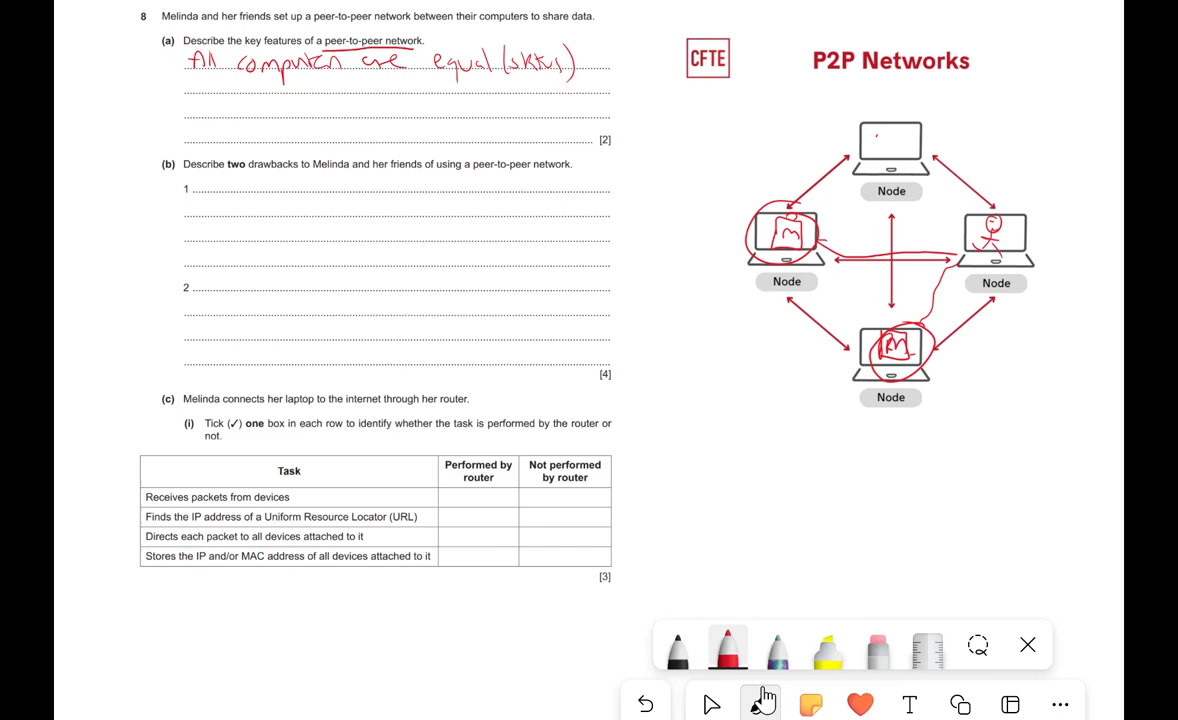 8 Melinda and her friends set up a peer-to-peer network between their computers to share data.
(a) Describe the key features of a peer-to-peer network.
All computers are equal (status)
[2]
(b) Describe two drawbacks to Melinda and her friends of using a peer-to-peer network.
1
2
[4]
(c) Melinda connects her laptop to the internet through her router.
(i) Tick (✓) one box in each row to identify whether the task is performed by the router or
not.
Task Performed by router Not performed by router
Receives packets from devices
Finds the IP address of a Uniform Resource Locator (URL)
Directs each packet to all devices attached to it
Stores the IP and/or MAC address of all devices attached to it
[3]
CFTE
P2P Networks
Node
M
Node
Node
M
Node
T